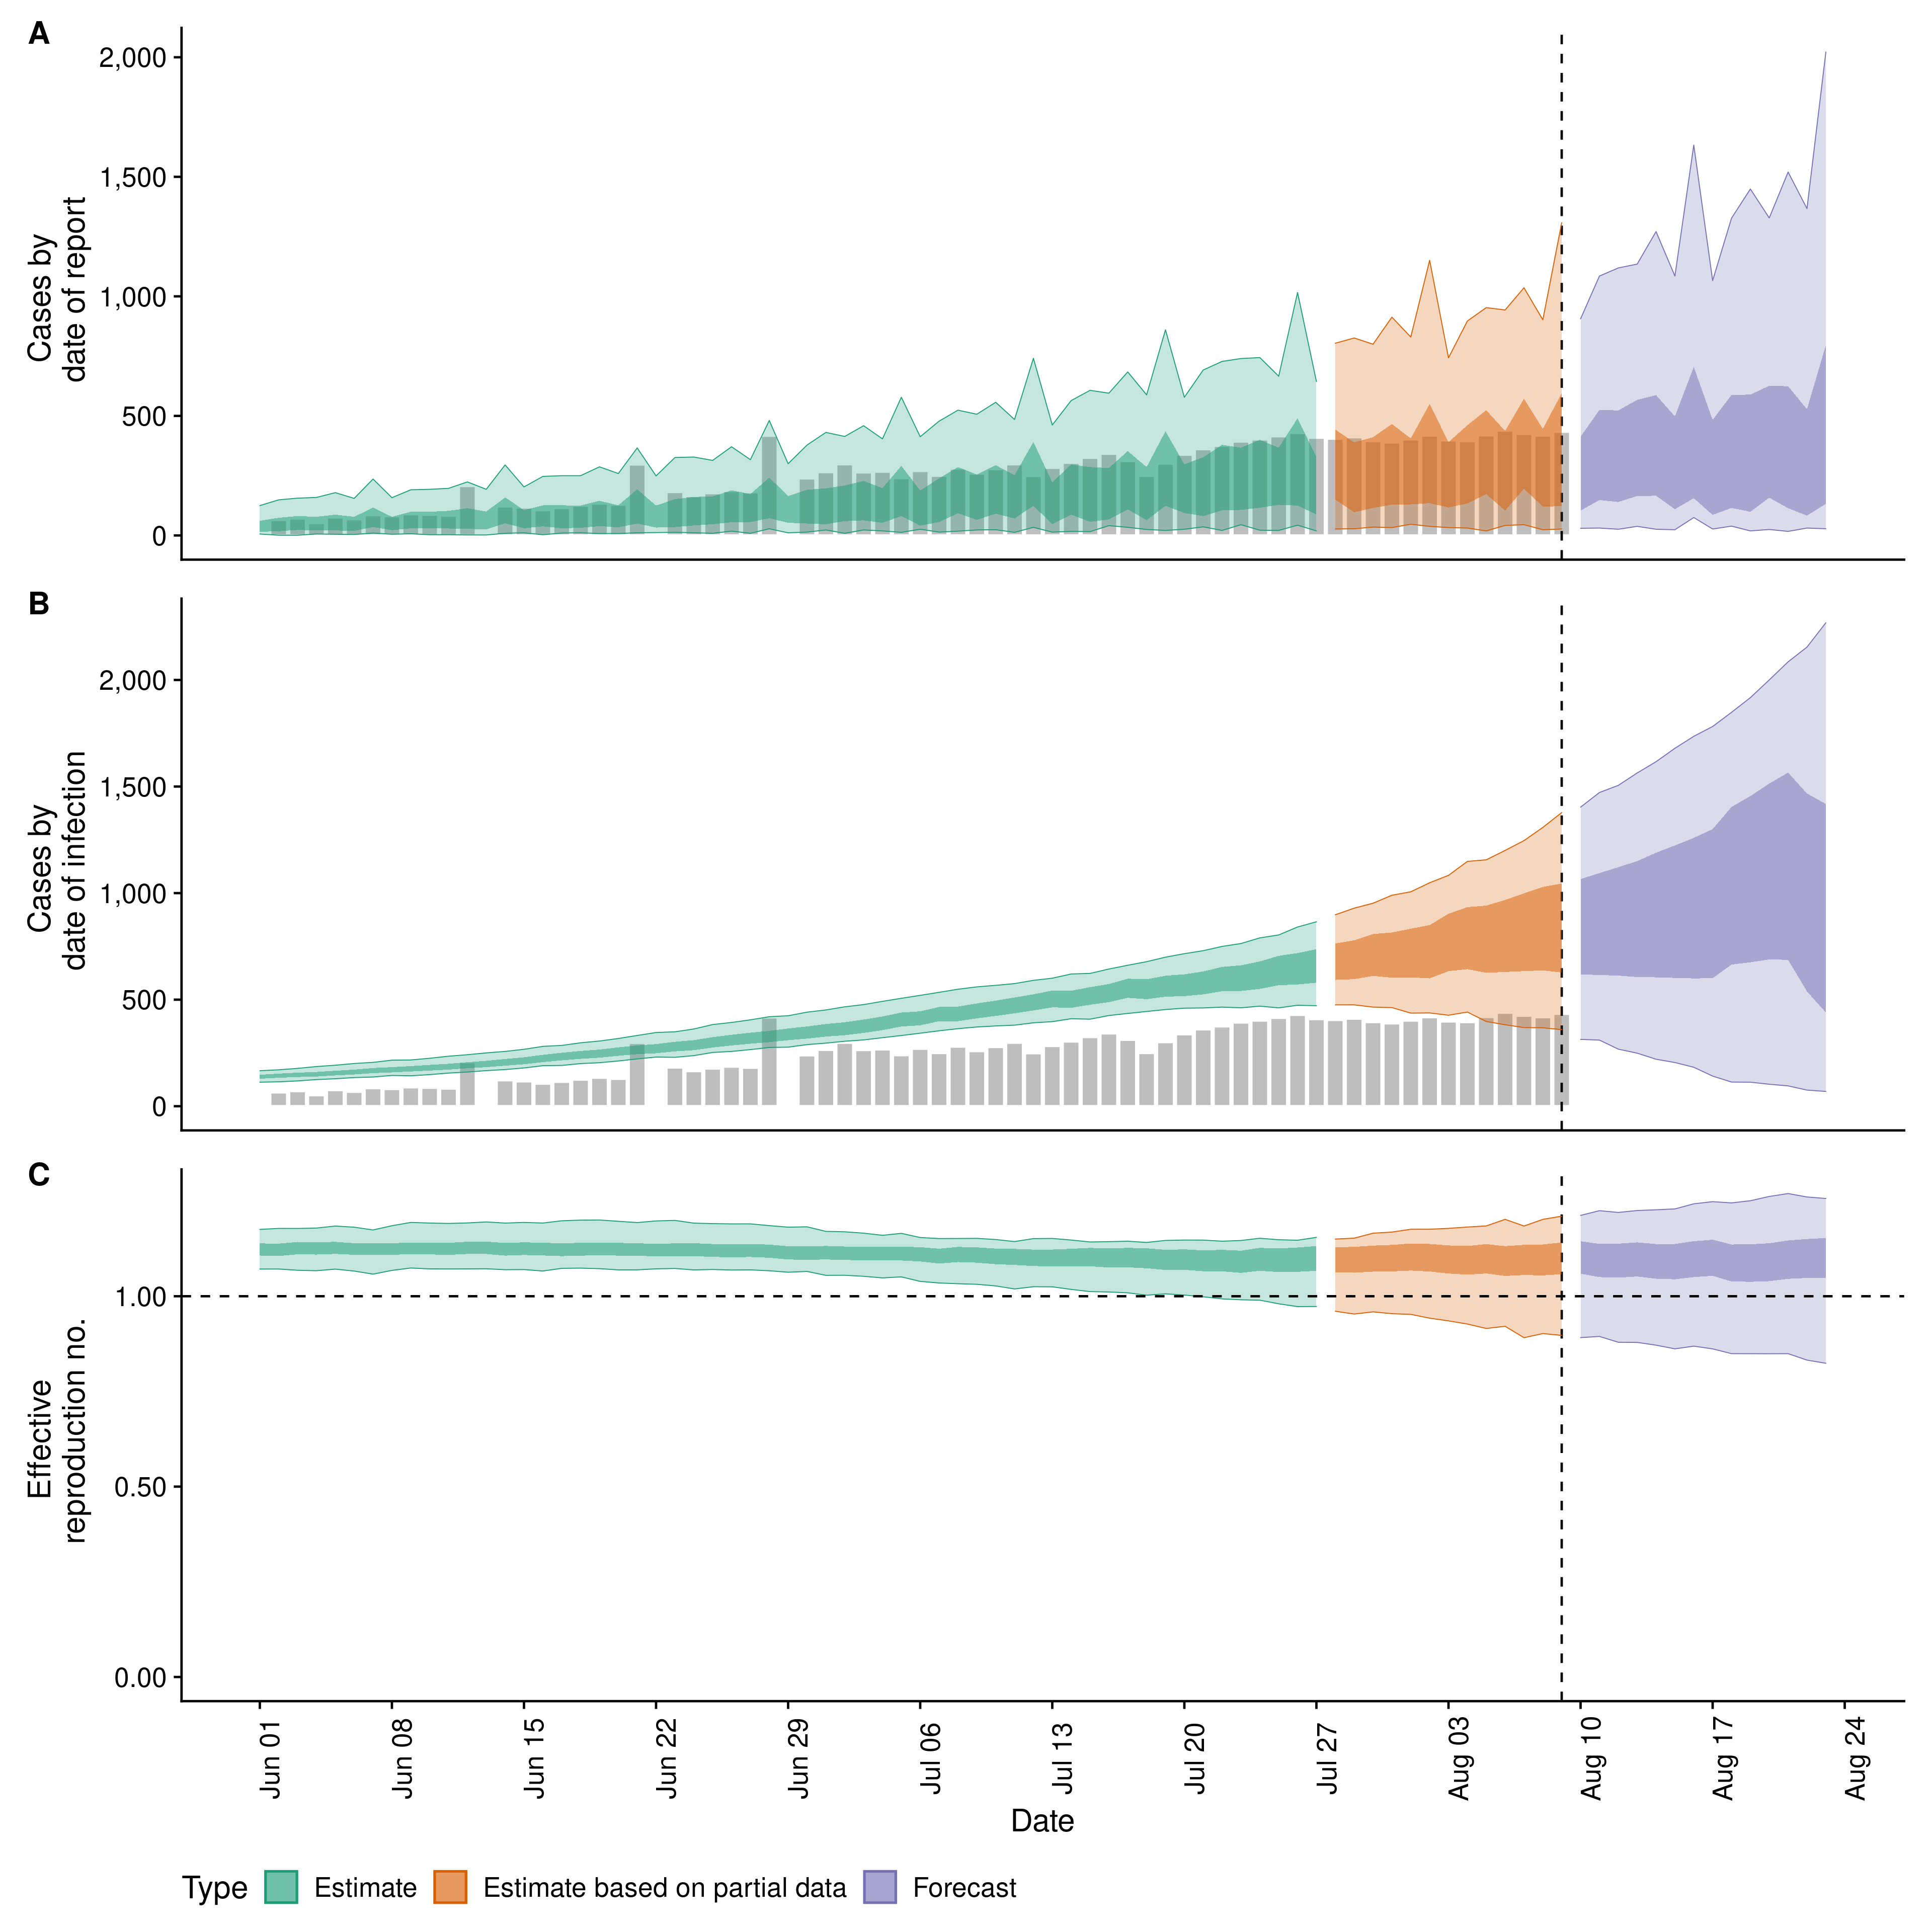 A
2,000
1,500
1,000
500
0
Cases by
date of report
B
2,000
1,500
1,000
500
0
Cases by
date of infection
C
1.00
0.50
0.00
Effective
reproduction no.
Jun 01
Jun 08
Jun 15
Jun 22
Jun 29
Jul 06
Jul 13
Jul 20
Jul 27
Aug 03
Aug 10
Aug 17
Aug 24
Date
Type Estimate Estimate based on partial data Forecast